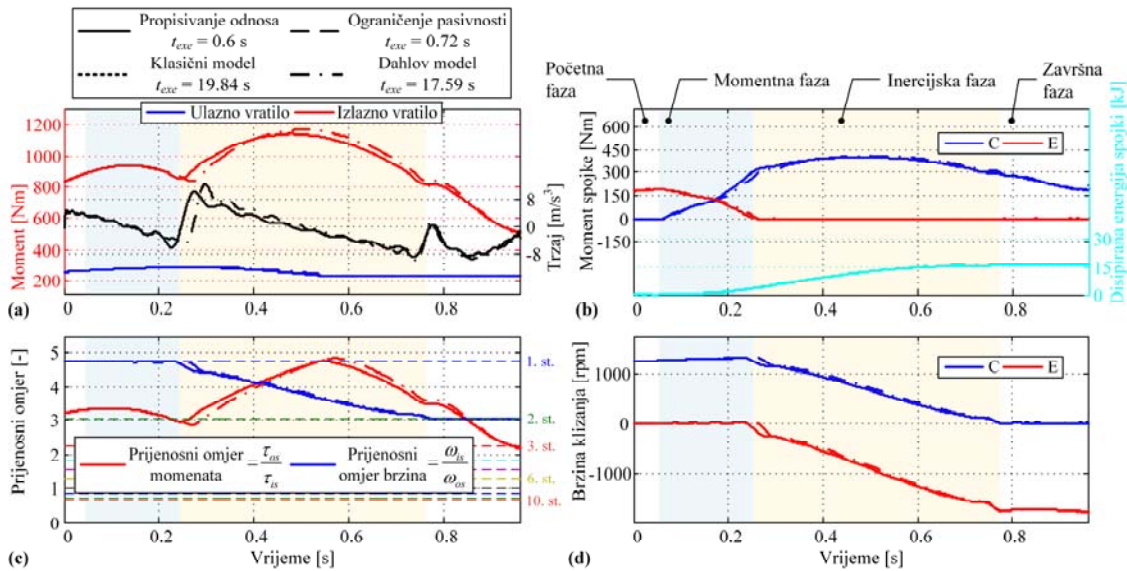 Propisivanje odnosa
t_exe = 0.6 s
Ograničenje pasivnosti
t_exe = 0.72 s
Klasični model
t_exe = 19.84 s
Dahlov model
t_exe = 17.59 s
Ulazno vratilo
Izlazno vratilo
1200
1000
800
600
400
200
Moment [Nm]
8
0
-8
Trzaj [m/s³]
0 0.2 0.4 0.6 0.8
(a)
Početna faza
Momentna faza
Inercijska faza
Završna faza
C E
600
450
300
150
0
-150
Moment spojke [Nm]
30
15
0
Disipirana energija spojki [kJ]
0 0.2 0.4 0.6 0.8
(b)
5
4
3
2
1
0
Prijenosni omjer [-]
Prijenosni omjer momenata = τ_os / τ_is
Prijenosni omjer brzina = ω_is / ω_os
1. st.
2. st.
3. st.
6. st.
10. st.
0 0.2 0.4 0.6 0.8
Vrijeme [s]
(c)
C E
1000
0
-1000
Brzina klizanja [rpm]
0 0.2 0.4 0.6 0.8
Vrijeme [s]
(d)